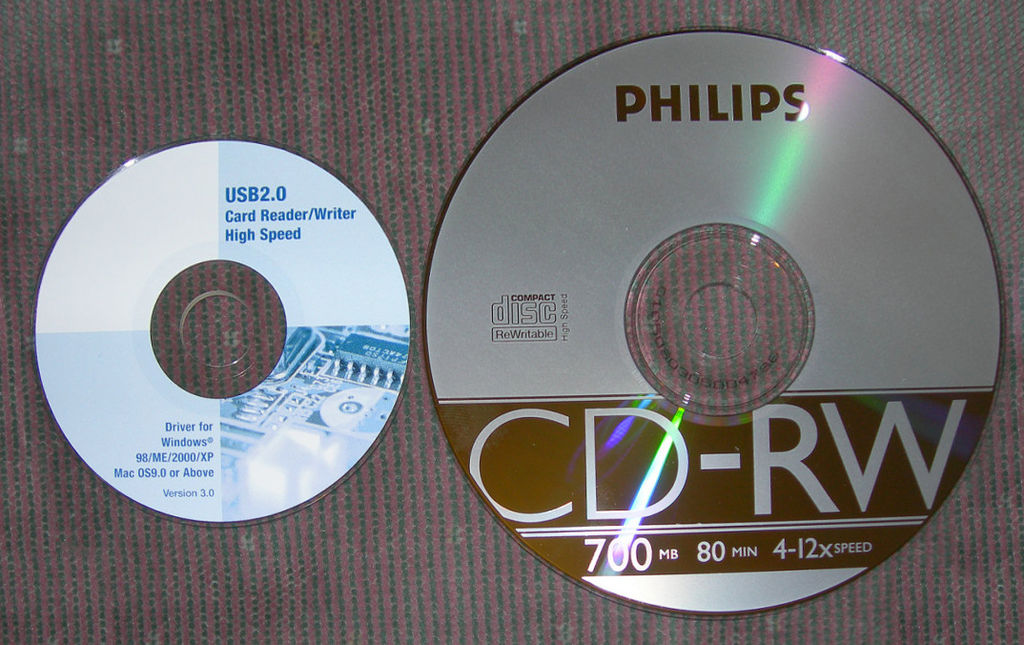 USB2.0
Card Reader/Writer
High Speed
Driver for
Windows®
98/ME/2000/XP
Mac OS9.0 or Above
Version 3.0
PHILIPS
COMPACT
disc
ReWritable
High Speed
CD-RW
700 MB 80 MIN 4-12x SPEED